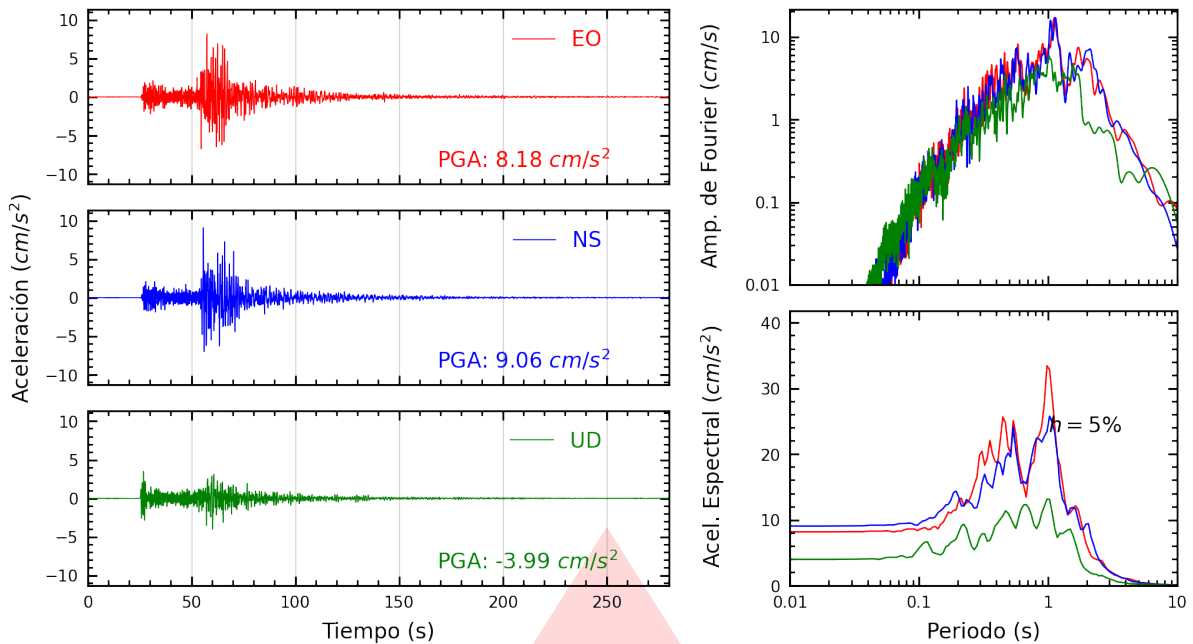 Aceleración (cm/s²)
10
5
0
−5
−10
EO
PGA: 8.18 cm/s²
10
5
0
−5
−10
NS
PGA: 9.06 cm/s²
10
5
0
−5
−10
UD
PGA: -3.99 cm/s²
0 50 100 150 200 250
Tiempo (s)
Amp. de Fourier (cm/s)
10
1
0.1
0.01
Acel. Espectral (cm/s²)
40
30
20
10
0
h = 5%
0.01 0.1 1 10
Periodo (s)